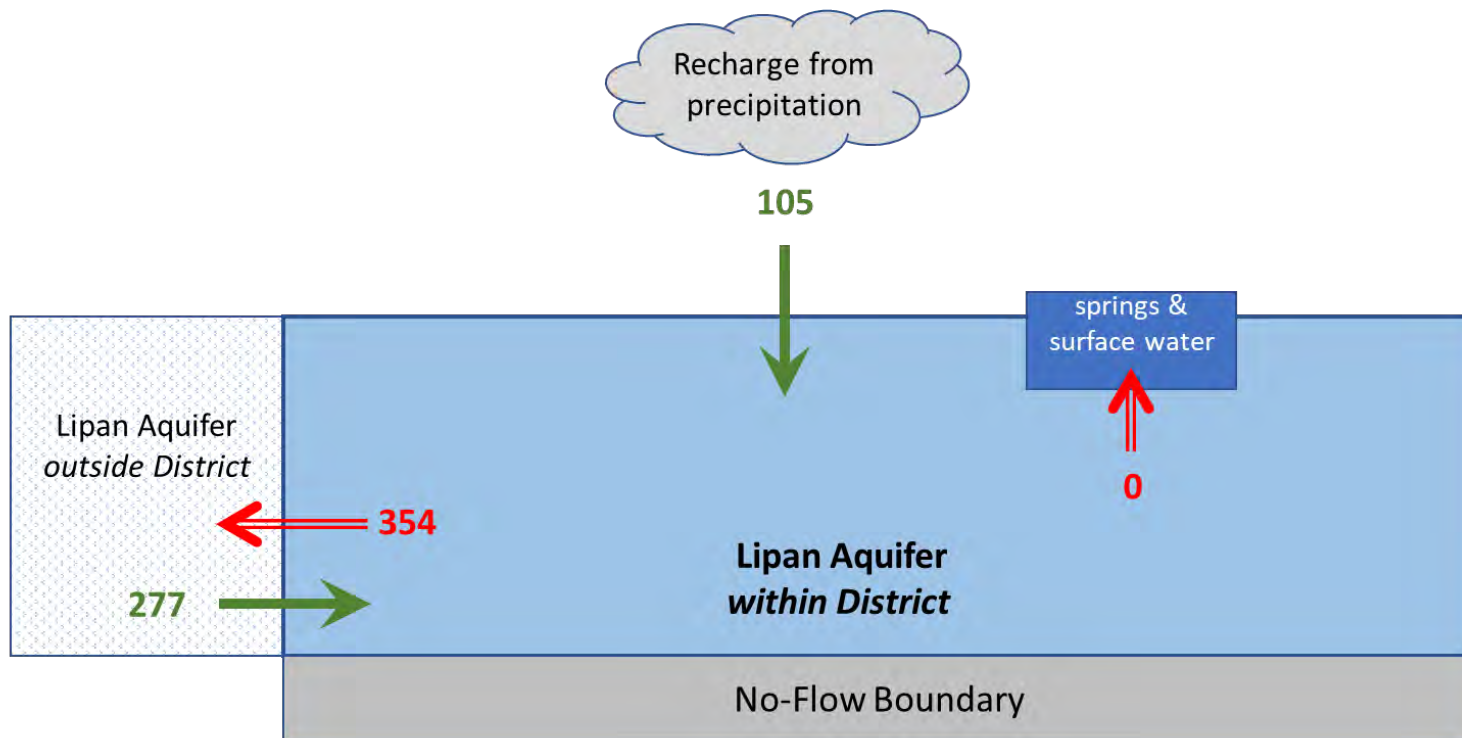 Recharge from
precipitation
105
springs &
surface water
Lipan Aquifer
outside District
0
354
Lipan Aquifer
within District
277
No-Flow Boundary